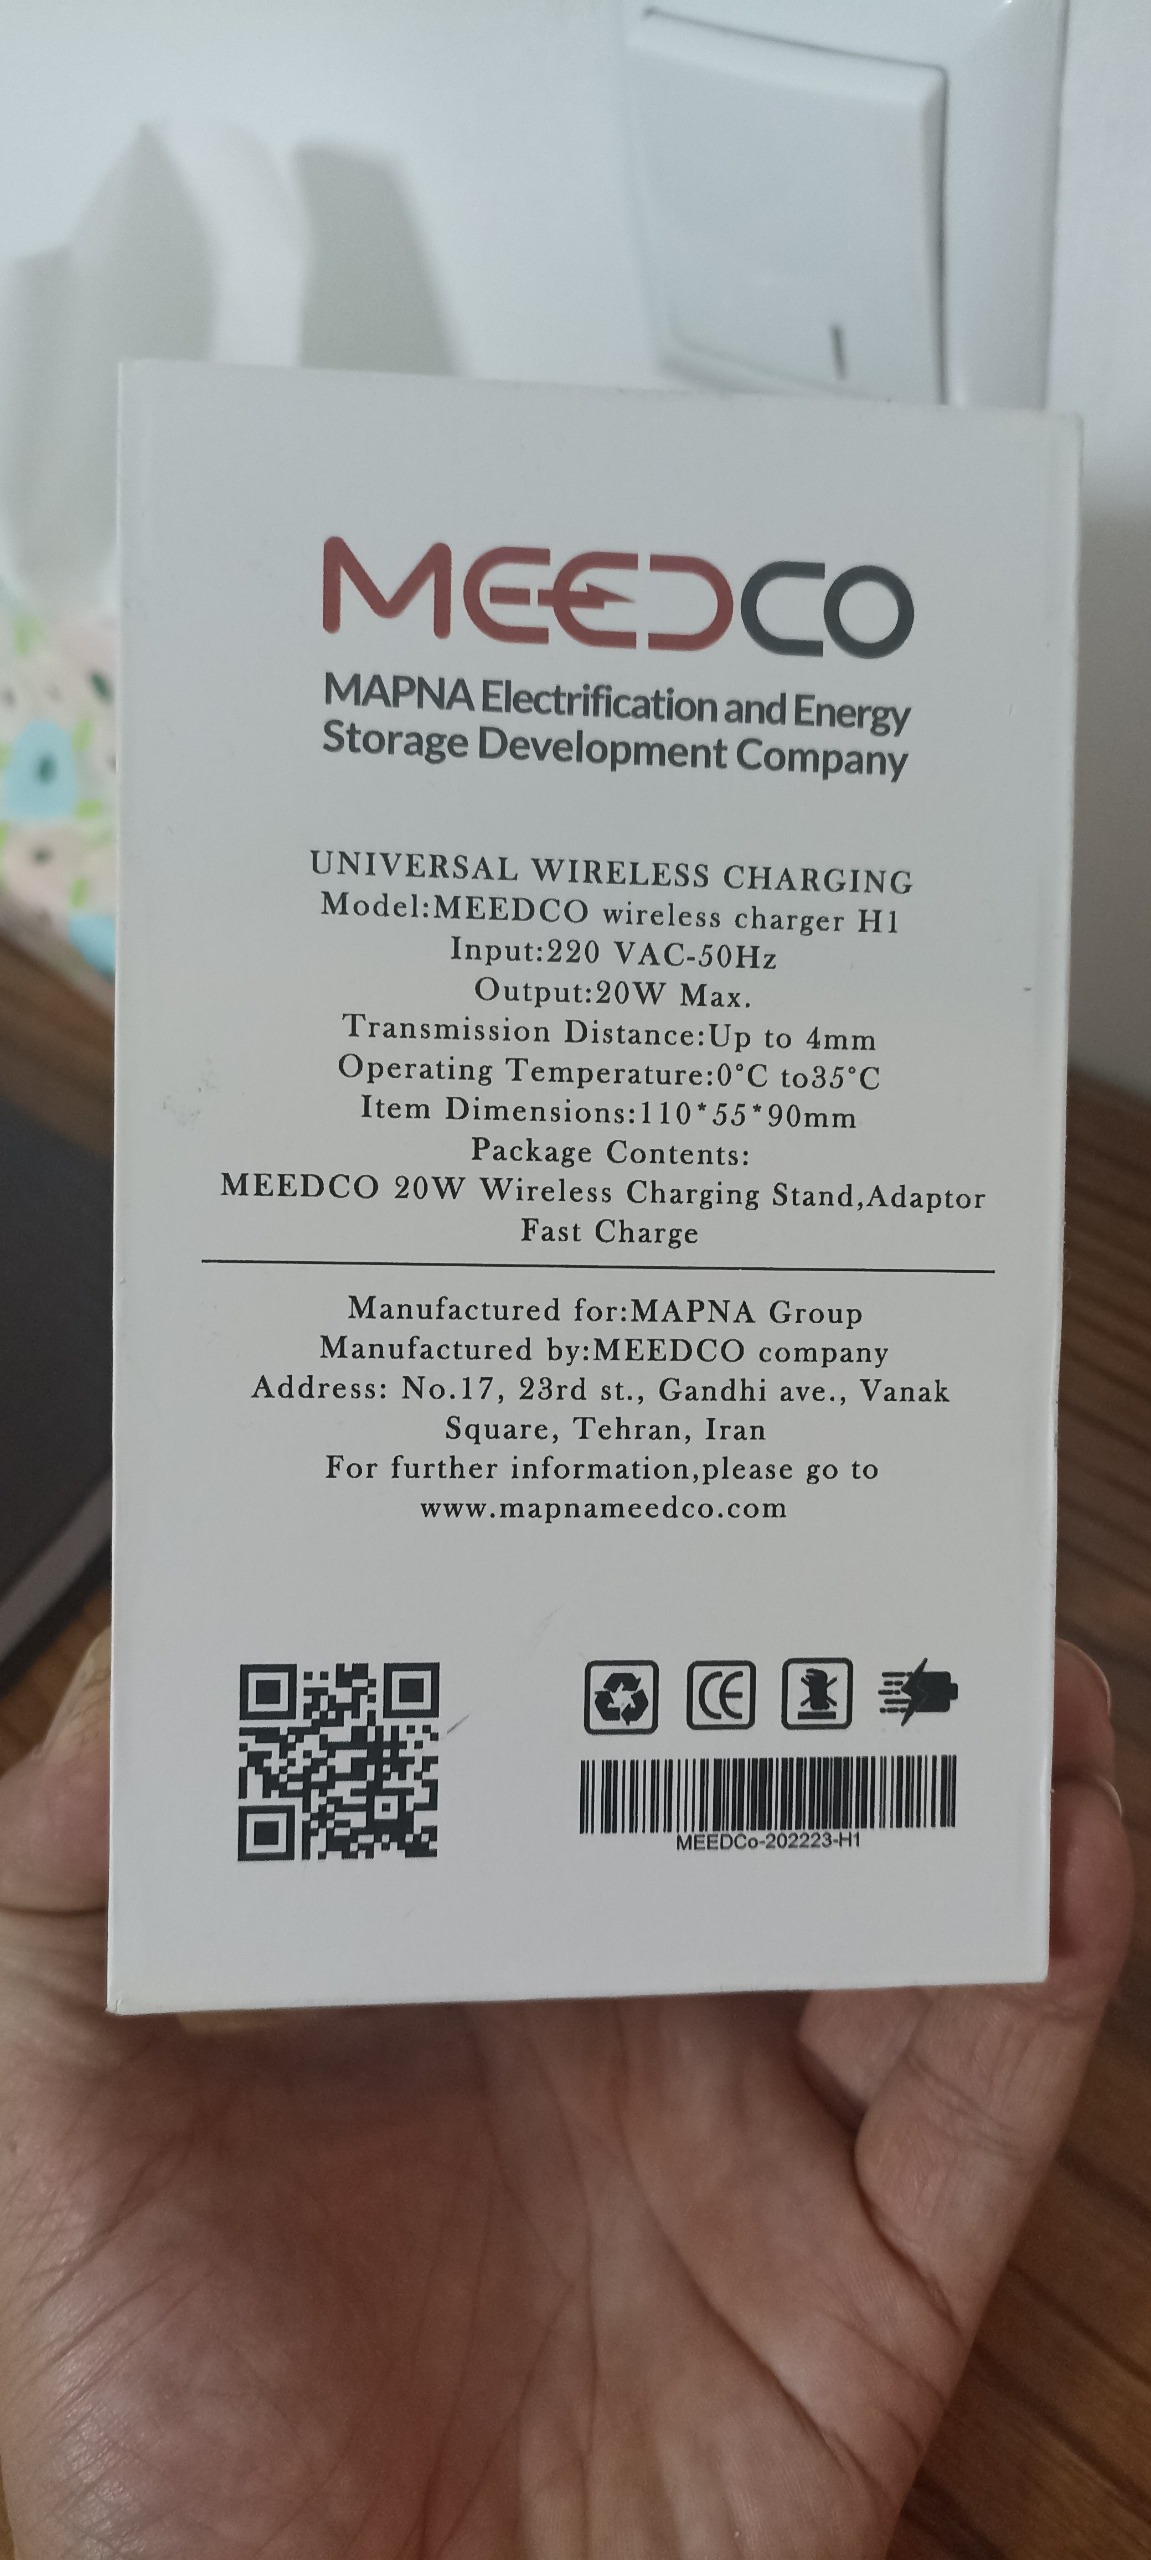 MEEDCO
MAPNA Electrification and Energy
Storage Development Company
UNIVERSAL WIRELESS CHARGING
Model:MEEDCO wireless charger H1
Input:220 VAC-50Hz
Output:20W Max.
Transmission Distance:Up to 4mm
Operating Temperature:0°C to35°C
Item Dimensions:110*55*90mm
Package Contents:
MEEDCO 20W Wireless Charging Stand,Adaptor
Fast Charge
Manufactured for:MAPNA Group
Manufactured by:MEEDCO company
Address: No.17, 23rd st., Gandhi ave., Vanak
Square, Tehran, Iran
For further information,please go to
www.mapnameedco.com
CE
MEEDCo-202223-H1